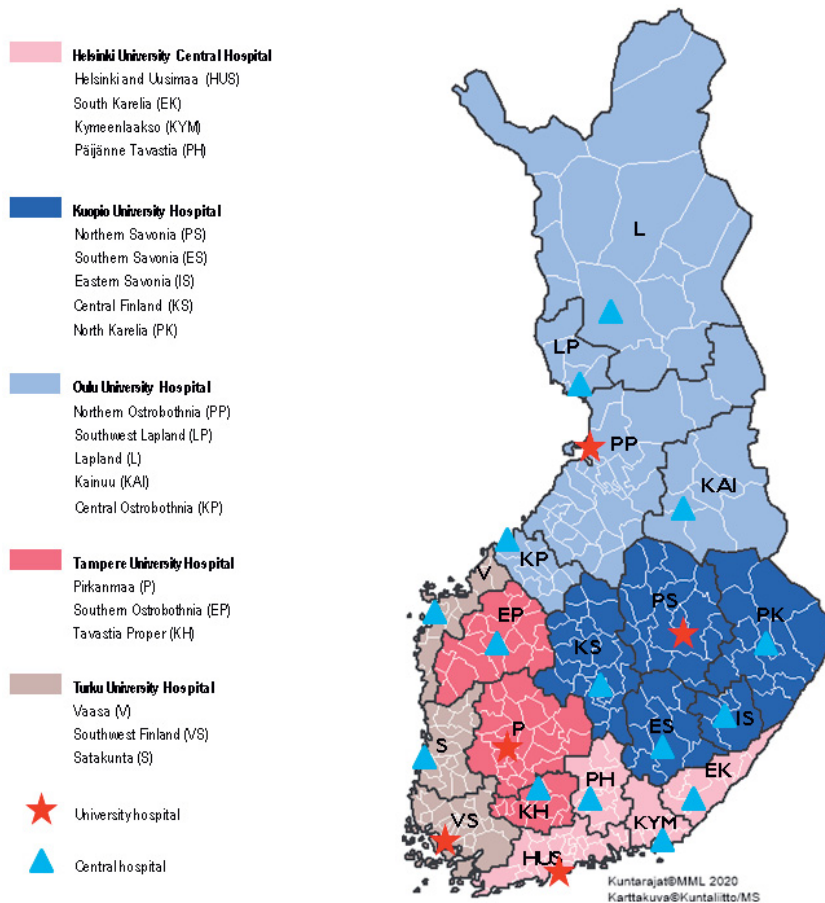 Helsinki University Central Hospital
Helsinki and Uusimaa (HUS)
South Karelia (EK)
Kymeenlaakso (KYM)
Päijänne Tavastia (PH)
Kuopio University Hospital
Northern Savonia (PS)
Southern Savonia (ES)
Eastern Savonia (IS)
Central Finland (KS)
North Karelia (PK)
Oulu University Hospital
Northern Ostrobothnia (PP)
Southwest Lapland (LP)
Lapland (L)
Kainuu (KAI)
Central Ostrobothnia (KP)
Tampere University Hospital
Pirkanmaa (P)
Southern Ostrobothnia (EP)
Tavastia Proper (KH)
Turku University Hospital
Vaasa (V)
Southwest Finland (VS)
Satakunta (S)
University hospital
Central hospital
L
LP
PP
KAI
KP
V
EP
PS
PK
KS
P
S
ES
IS
PH
EK
KH
VS
KYM
HUS
Kuntarajat©MML 2020
Karttakuva©Kuntaliitto/MS